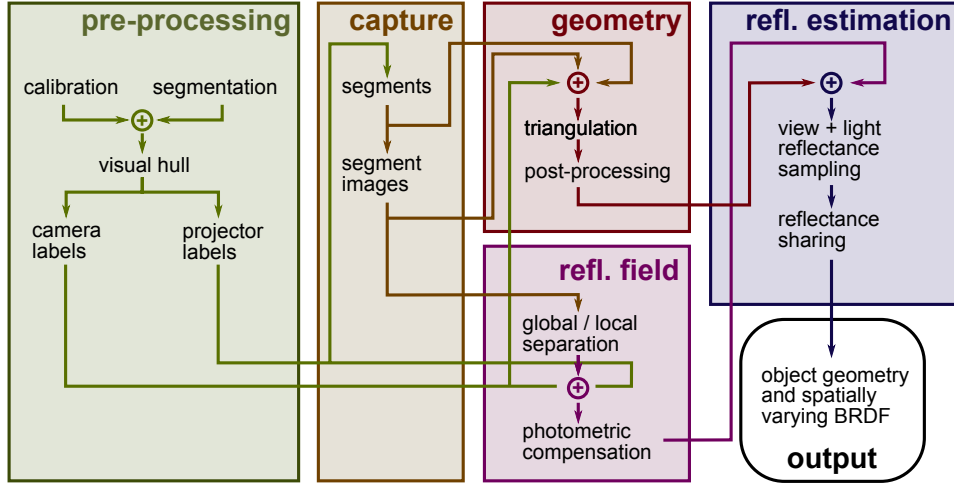 pre-processing
calibration
segmentation
visual hull
camera
labels
projector
labels
capture
segments
segment
images
geometry
triangulation
post-processing
refl. field
global / local
separation
photometric
compensation
refl. estimation
view + light
reflectance
sampling
reflectance
sharing
object geometry
and spatially
varying BRDF
output